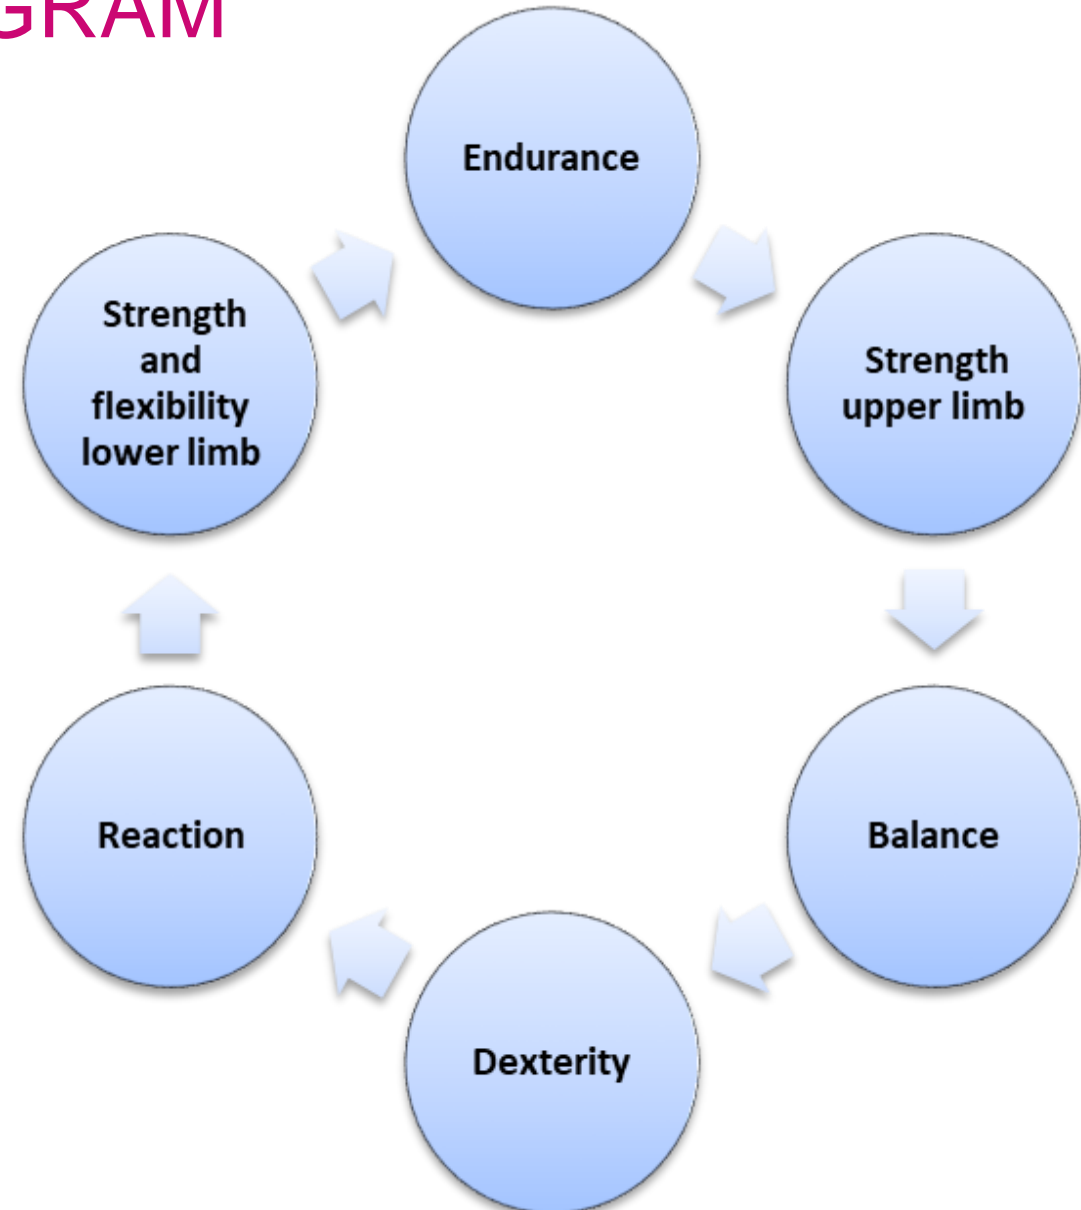 GRAM
Endurance
Strength
upper limb
Balance
Dexterity
Reaction
Strength
and
flexibility
lower limb